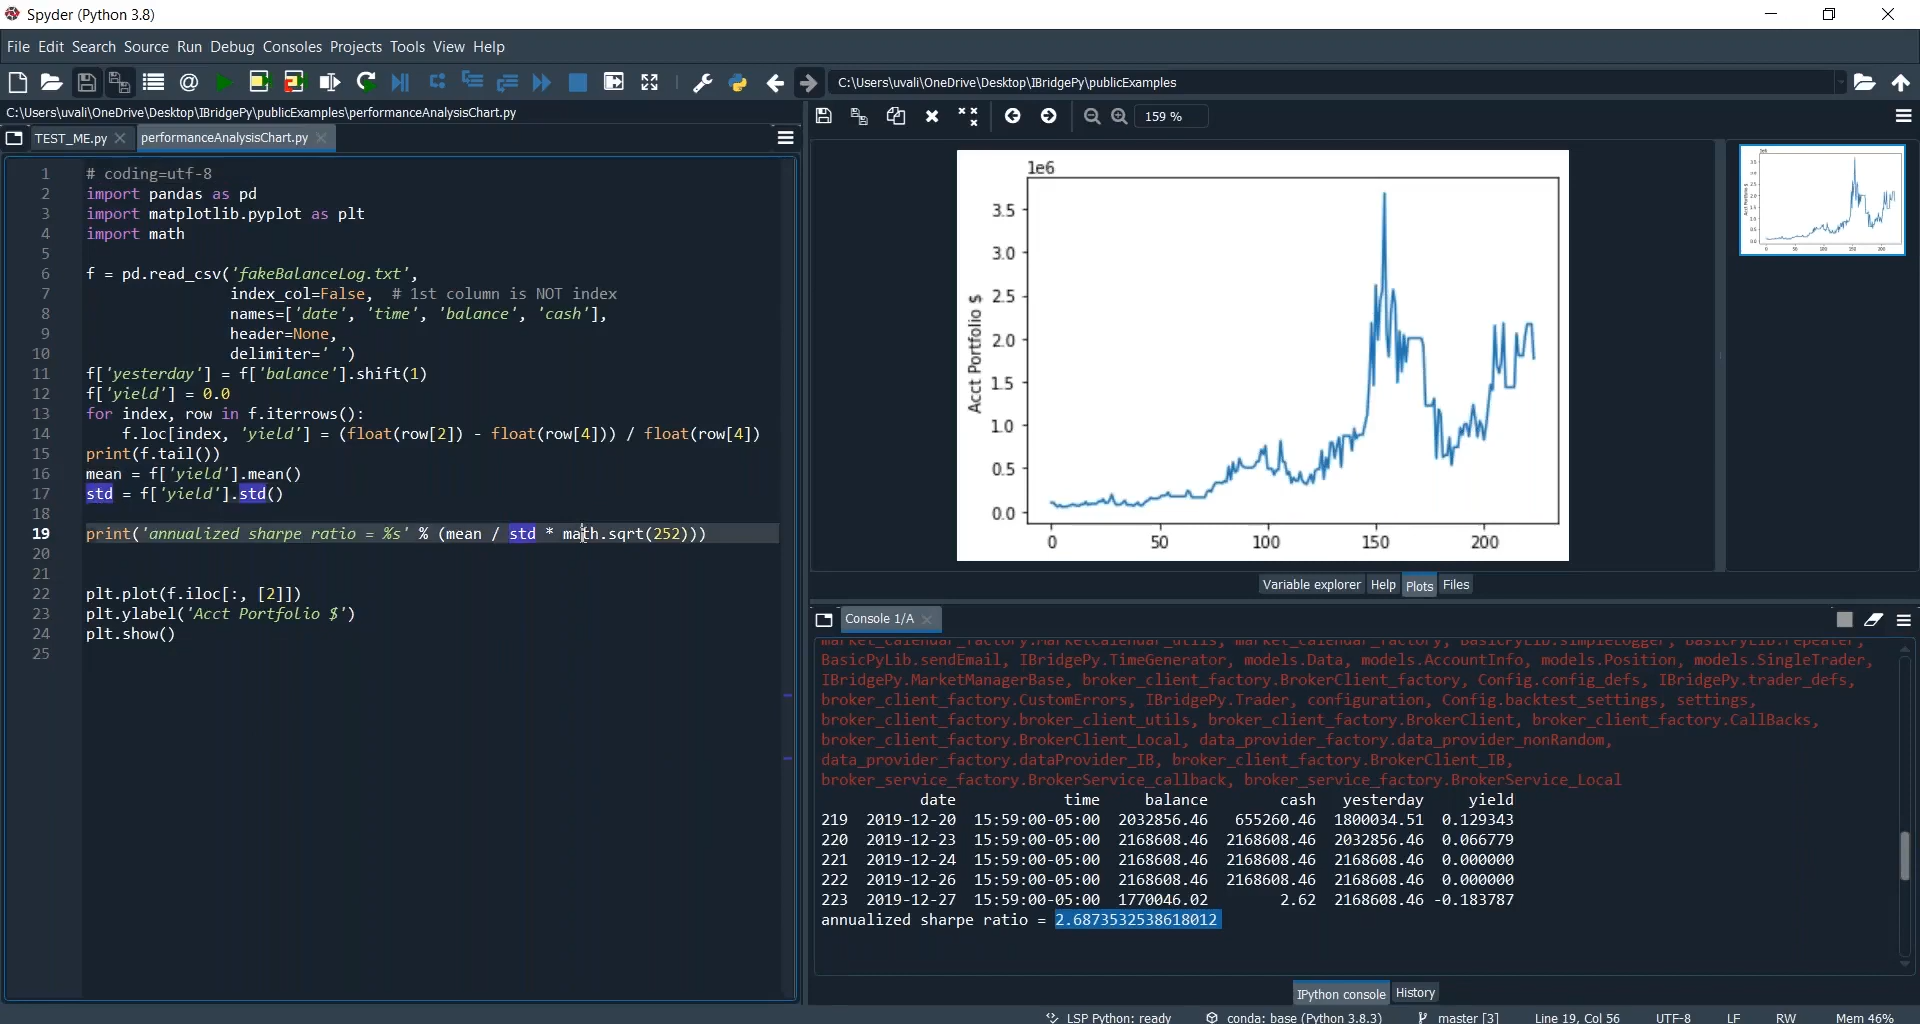 Spyder (Python 3.8)
File Edit Search Source Run Debug Consoles Projects Tools View Help
C:\Users\uvali\OneDrive\Desktop\IBridgePy\publicExamples
C:\Users\uvali\OneDrive\Desktop\IBridgePy\publicExamples\performanceAnalysisChart.py
TEST_ME.py performanceAnalysisChart.py
1 # coding=utf-8
2 import pandas as pd
3 import matplotlib.pyplot as plt
4 import math
5
6 f = pd.read_csv('fakeBalanceLog.txt',
7 index_col=False, # 1st column is NOT index
8 names=['date', 'time', 'balance', 'cash'],
9 header=None,
10 delimiter=' ')
11 f['yesterday'] = f['balance'].shift(1)
12 f['yield'] = 0.0
13 for index, row in f.iterrows():
14 f.loc[index, 'yield'] = (float(row[2]) - float(row[4])) / float(row[4])
15 print(f.tail())
16 mean = f['yield'].mean()
17 std = f['yield'].std()
18
19 print('annualized sharpe ratio = %s' % (mean / std * math.sqrt(252)))
20
21
22 plt.plot(f.iloc[:, [2]])
23 plt.ylabel('Acct Portfolio $')
24 plt.show()
25
159 %
1e6
3.5
3.0
2.5
2.0
1.5
1.0
0.5
0.0
Acct Portfolio $
0 50 100 150 200
Variable explorer Help Plots Files
Console 1/A
market_calendar_factory.MarketCalendar_utils, market_calendar_factory, BasicPyLib.simpleLogger, BasicPyLib.repeater,
BasicPyLib.sendEmail, IBridgePy.TimeGenerator, models.Data, models.AccountInfo, models.Position, models.SingleTrader,
IBridgePy.MarketManagerBase, broker_client_factory.BrokerClient_factory, Config.config_defs, IBridgePy.trader_defs,
broker_client_factory.CustomErrors, IBridgePy.Trader, configuration, Config.backtest_settings, settings,
broker_client_factory.broker_client_utils, broker_client_factory.BrokerClient, broker_client_factory.CallBacks,
broker_client_factory.BrokerClient_Local, data_provider_factory.data_provider_nonRandom,
data_provider_factory.dataProvider_IB, broker_client_factory.BrokerClient_IB,
broker_service_factory.BrokerService_callback, broker_service_factory.BrokerService_Local
date time balance cash yesterday yield
219 2019-12-20 15:59:00-05:00 2032856.46 655260.46 1800034.51 0.129343
220 2019-12-23 15:59:00-05:00 2168608.46 2168608.46 2032856.46 0.066779
221 2019-12-24 15:59:00-05:00 2168608.46 2168608.46 2168608.46 0.000000
222 2019-12-26 15:59:00-05:00 2168608.46 2168608.46 2168608.46 0.000000
223 2019-12-27 15:59:00-05:00 1770046.02 2.62 2168608.46 -0.183787
annualized sharpe ratio = 2.6873532538618012
IPython console History
LSP Python: ready conda: base (Python 3.8.3) master [3] Line 19, Col 56 UTF-8 LF RW Mem 46%